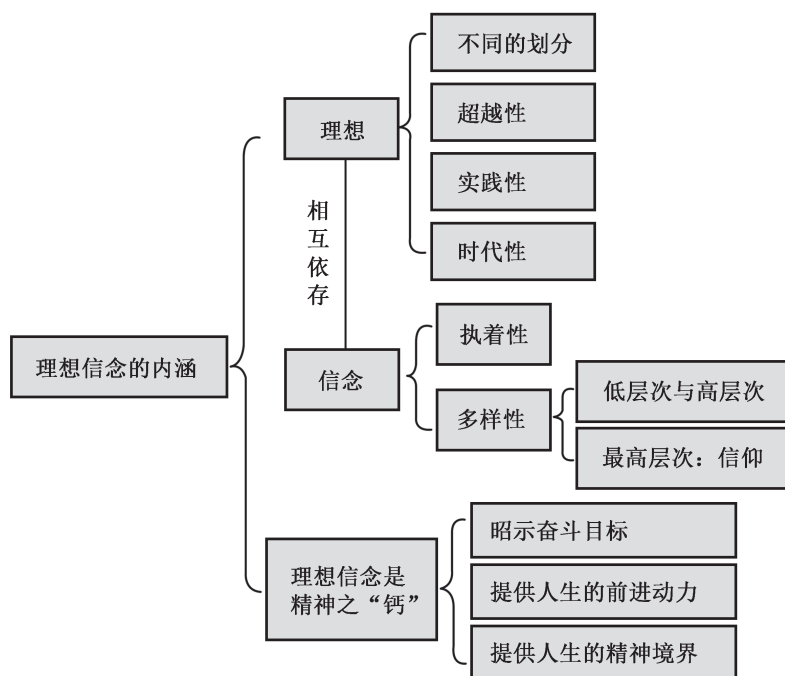 理想信念的内涵
理想
不同的划分
超越性
实践性
时代性
相互依存
信念
执着性
多样性
低层次与高层次
最高层次：信仰
理想信念是
精神之“钙”
昭示奋斗目标
提供人生的前进动力
提供人生的精神境界